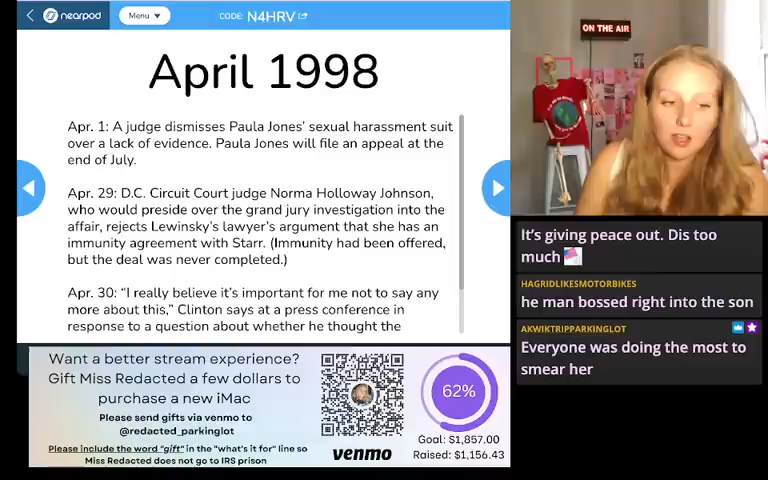 nearpod
Menu
CODE: N4HRV
April 1998
Apr. 1: A judge dismisses Paula Jones' sexual harassment suit
over a lack of evidence. Paula Jones will file an appeal at the
end of July.
Apr. 29: D.C. Circuit Court judge Norma Holloway Johnson,
who would preside over the grand jury investigation into the
affair, rejects Lewinsky's lawyer's argument that she has an
immunity agreement with Starr. (Immunity had been offered,
but the deal was never completed.)
Apr. 30: "I really believe it's important for me not to say any
more about this," Clinton says at a press conference in
response to a question about whether he thought the
Want a better stream experience?
Gift Miss Redacted a few dollars to
purchase a new iMac
Please send gifts via venmo to
@redacted_parkinglot
Please include the word "gift" in the "what's it for" line so
Miss Redacted does not go to IRS prison
venmo
62%
Goal: $1,857.00
Raised: $1,156.43
ON THE AIR
It's giving peace out. Dis too
much
HAGRIDLIKESMOTORBIKES
he man bossed right into the son
AKWIKTRIPPARKINGLOT
Everyone was doing the most to
smear her